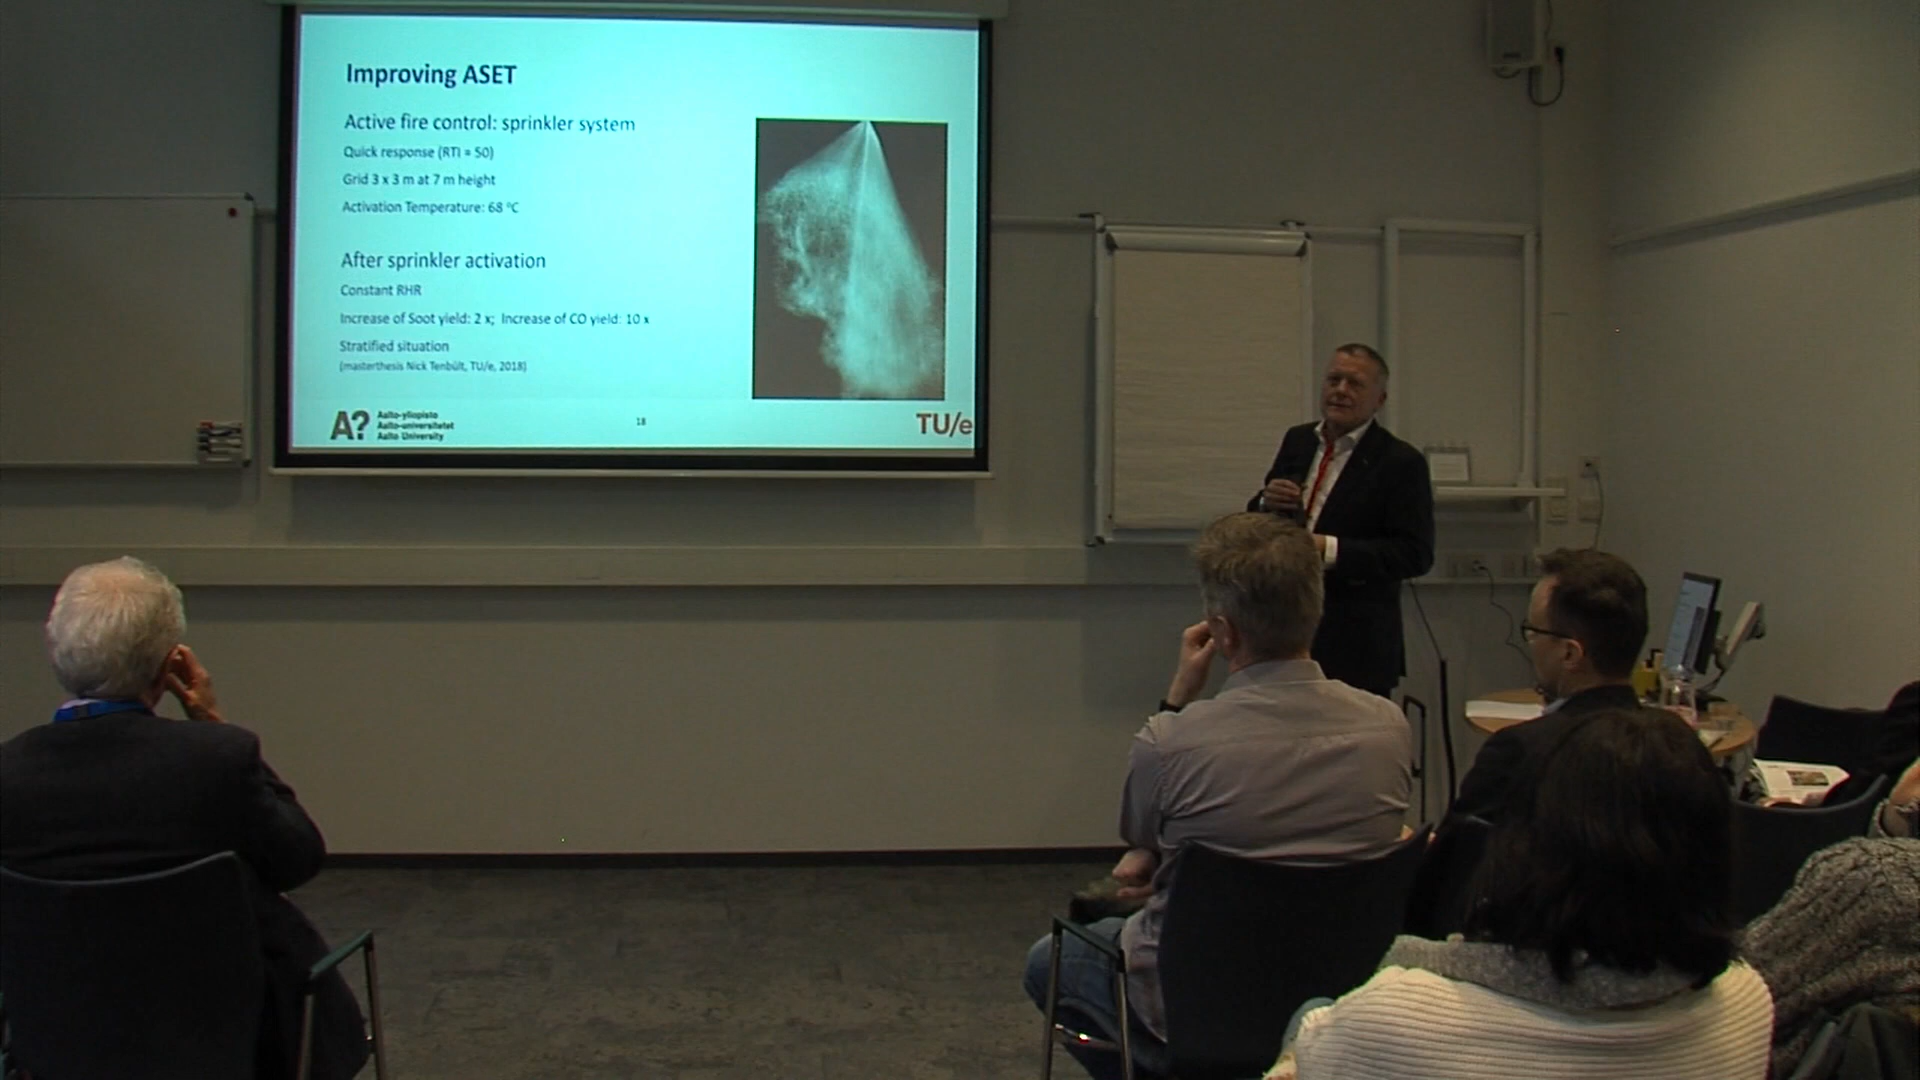 Improving ASET
Active fire control: sprinkler system
Quick response (RTI = 50)
Grid 3 x 3 m at 7 m height
Activation Temperature: 68 °C
After sprinkler activation
Constant RHR
Increase of Soot yield: 2 x; Increase of CO yield: 10 x
Stratified situation
(masterthesis Nick Tenbült, TU/e, 2018)
A?
Aalto-yliopisto
Aalto-universitetet
Aalto University
18
TU/e